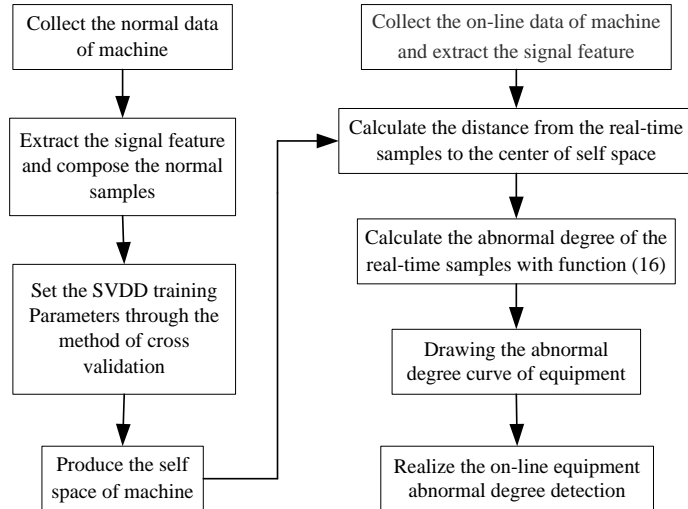 Collect the normal data
of machine
Extract the signal feature
and compose the normal
samples
Set the SVDD training
Parameters through the
method of cross
validation
Produce the self
space of machine
Collect the on-line data of machine
and extract the signal feature
Calculate the distance from the real-time
samples to the center of self space
Calculate the abnormal degree of the
real-time samples with function (16)
Drawing the abnormal
degree curve of equipment
Realize the on-line equipment
abnormal degree detection